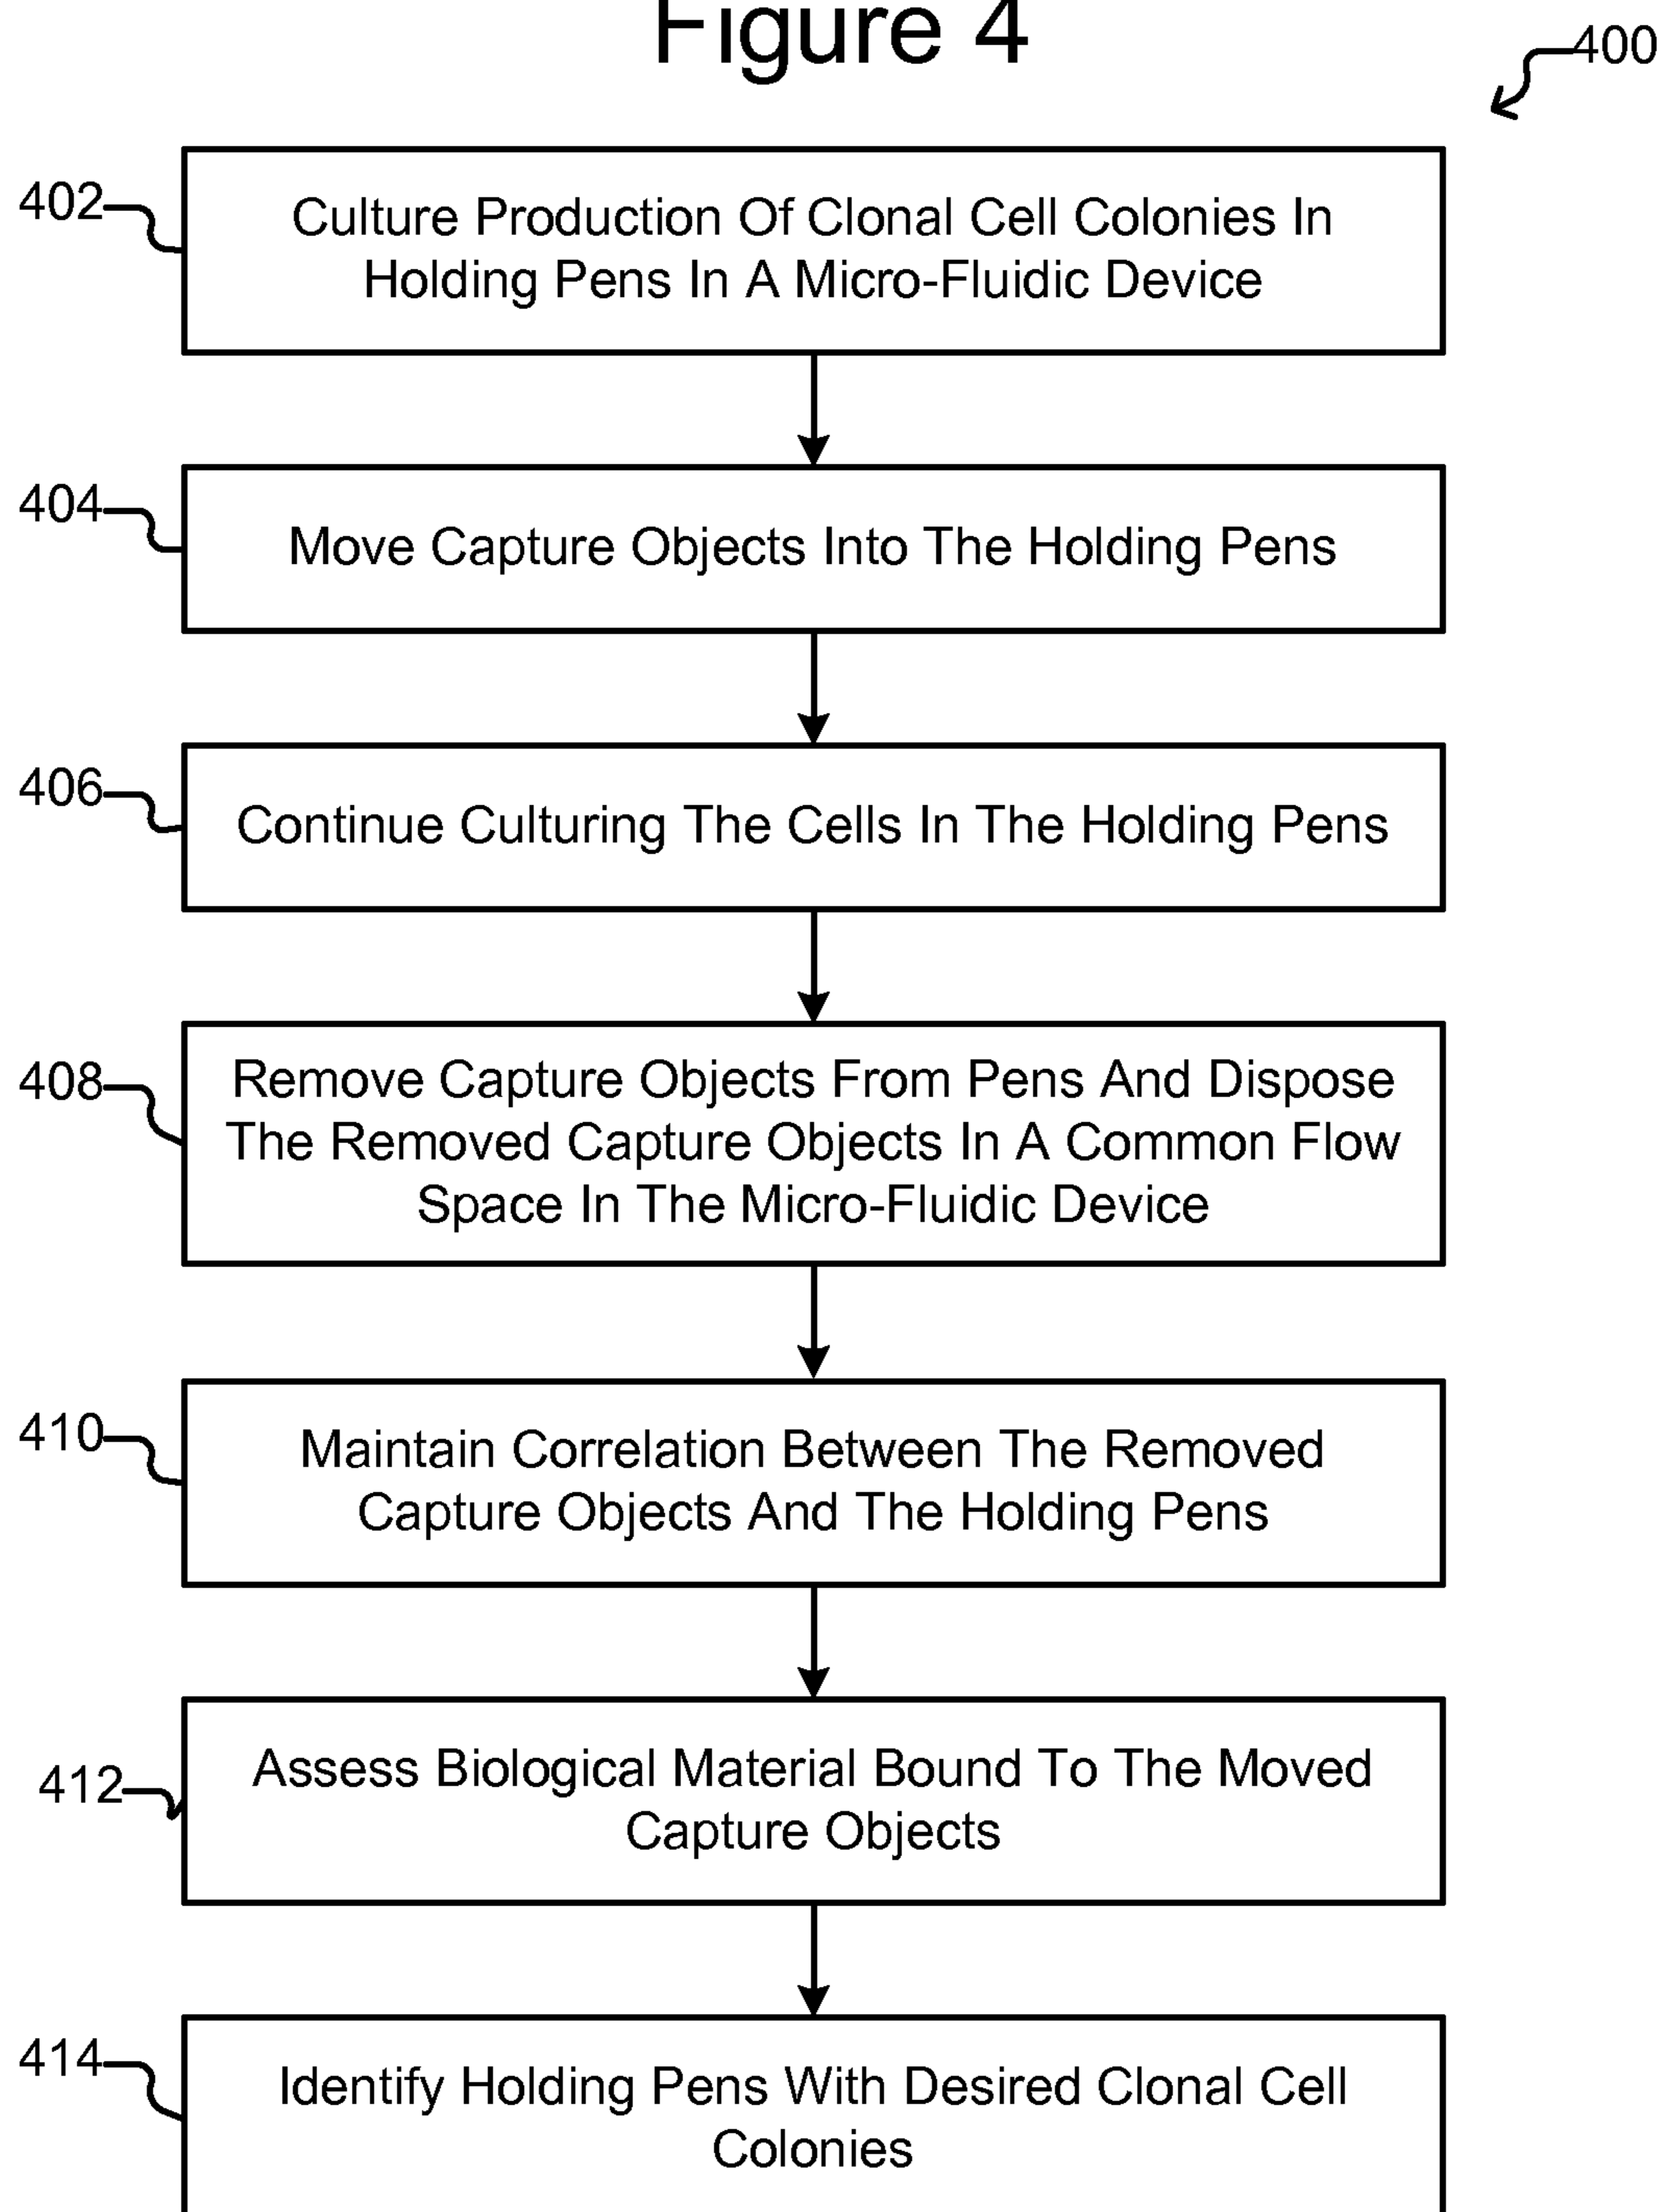 Figure 4
400
402
Culture Production Of Clonal Cell Colonies In
Holding Pens In A Micro-Fluidic Device
404
Move Capture Objects Into The Holding Pens
406
Continue Culturing The Cells In The Holding Pens
408
Remove Capture Objects From Pens And Dispose
The Removed Capture Objects In A Common Flow
Space In The Micro-Fluidic Device
410
Maintain Correlation Between The Removed
Capture Objects And The Holding Pens
412
Assess Biological Material Bound To The Moved
Capture Objects
414
Identify Holding Pens With Desired Clonal Cell
Colonies